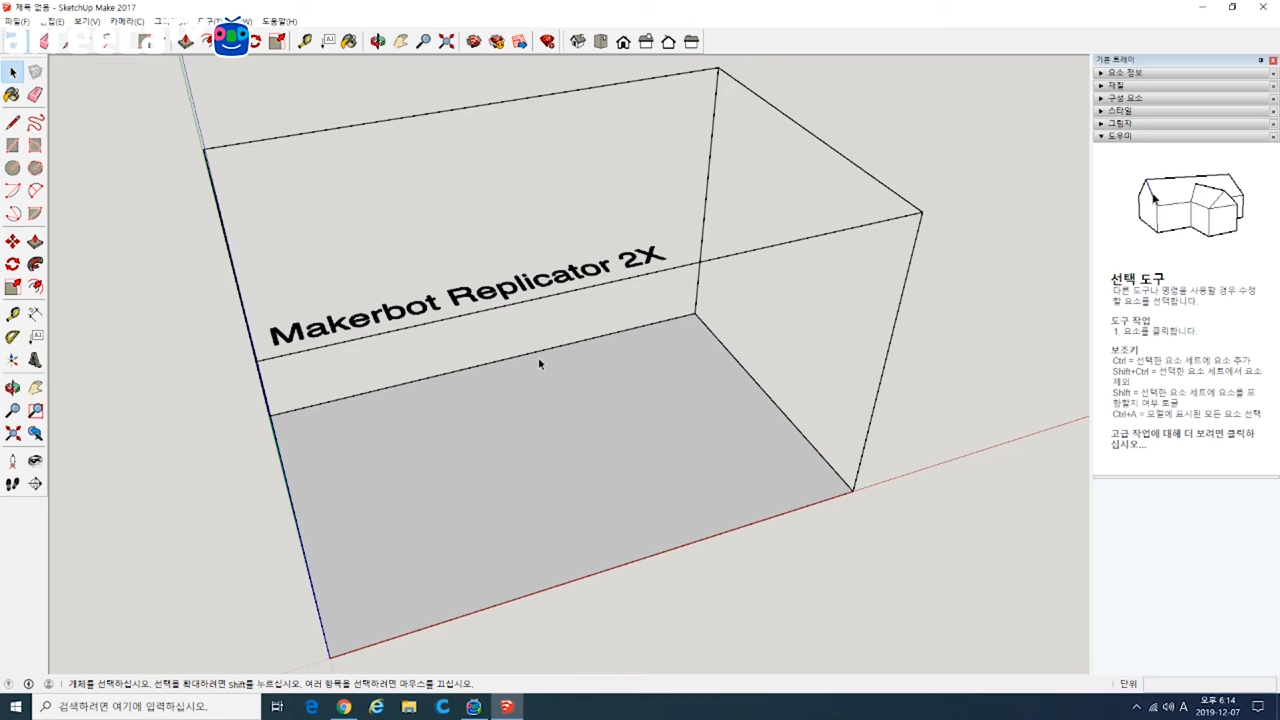 제목 없음 - SketchUp Make 2017
파일(F)
보기(V)
카메라(C)
도움말(H)
Makerbot Replicator 2X
기본 트레이
요소 정보
재질
구성 요소
스타일
그림자
도우미
선택 도구
다른 도구나 명령을 사용할 경우 수정
할 요소를 선택합니다.
도구 작업
1. 요소를 클릭합니다.
보조키
Ctrl = 선택한 요소 세트에 요소 추가
Shift+Ctrl = 선택한 요소 세트에서 요소
제외
Shift = 선택한 요소 세트에 요소를 포
함할지 여부 토글
Ctrl+A = 모델에 표시된 모든 요소 선택
고급 작업에 대해 더 보려면 클릭하
십시오...
개체를 선택하십시오. 선택을 확대하려면 Shift를 누르십시오. 여러 항목을 선택하려면 마우스를 끄십시오.
단위
검색하려면 여기에 입력하십시오.
A
오후 6:14
2019-12-07